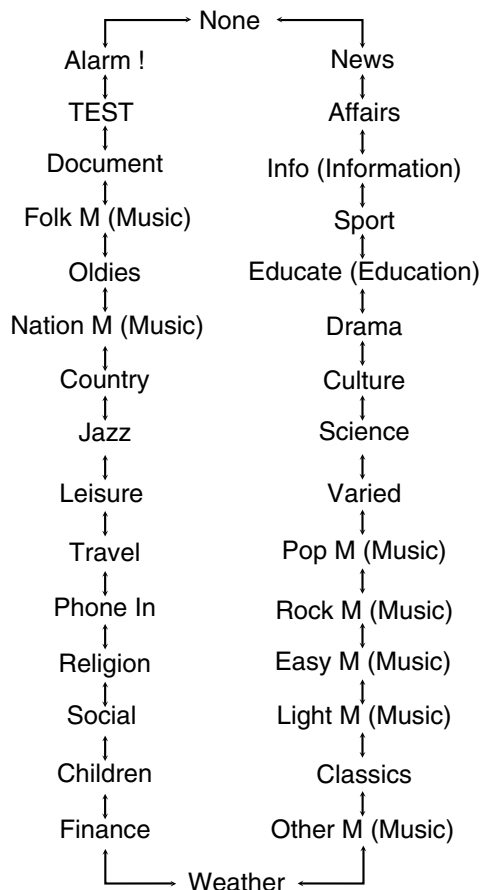 None
Alarm !
TEST
Document
Folk M (Music)
Oldies
Nation M (Music)
Country
Jazz
Leisure
Travel
Phone In
Religion
Social
Children
Finance
News
Affairs
Info (Information)
Sport
Educate (Education)
Drama
Culture
Science
Varied
Pop M (Music)
Rock M (Music)
Easy M (Music)
Light M (Music)
Classics
Other M (Music)
Weather